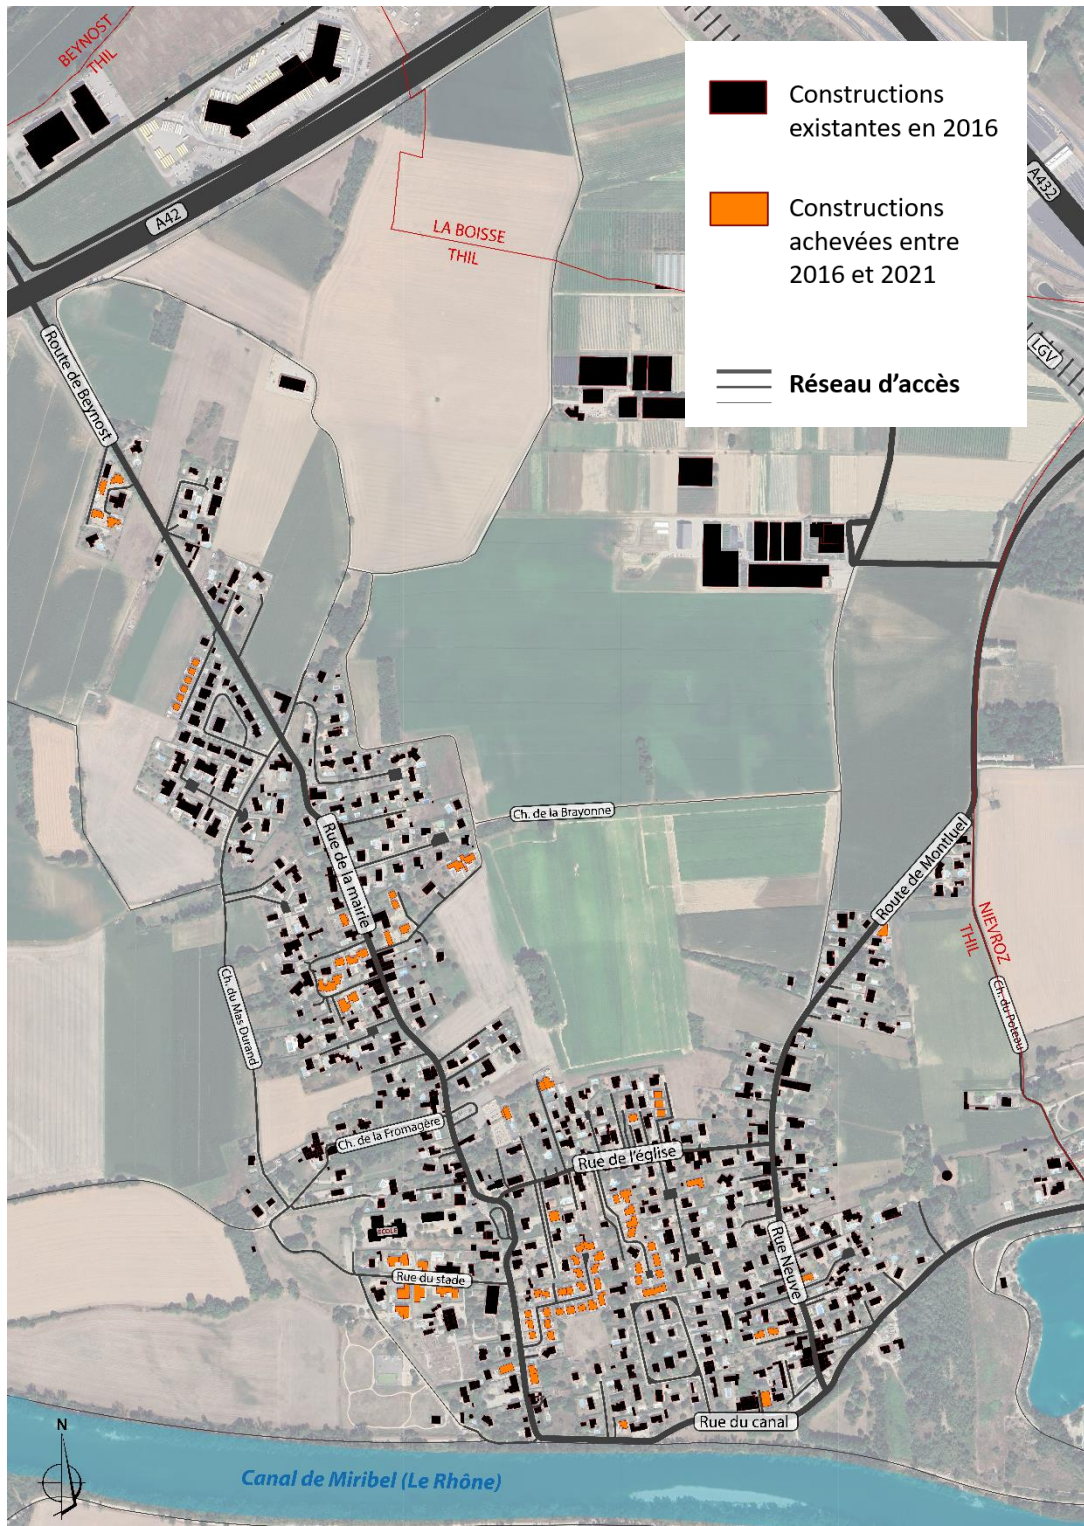 BEYNOST
THIL
Constructions
existantes en 2016
Constructions
achevées entre
2016 et 2021
Réseau d'accès
A432
A42
LA BOISSE
THIL
LGV
Route de Beynost
Ch. de la Brayonne
Rue de la mairie
Route de Montluel
NIEVROZ
THIL
Ch. du Mas Durand
Ch. du Poteau
Ch. de la Fromagère
Rue de l'église
ECOLE
Rue du stade
Rue Neuve
Rue du canal
N
Canal de Miribel (Le Rhône)